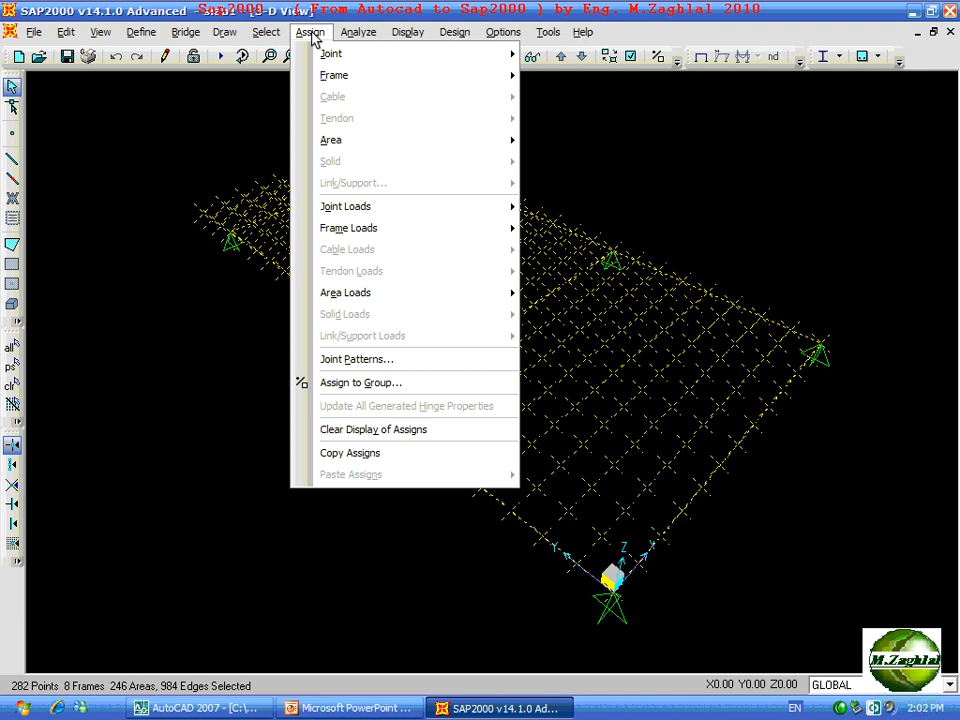 SAP2000 v14.1.0 Advanced
Sap2000 ( From Autocad to Sap2000 ) by Eng. M.Zaghlal 2010
File Edit View Define Bridge Draw Select Assign Analyze Display Design Options Tools Help
nd
Joint
Frame
Cable
Tendon
Area
Solid
Link/Support...
Joint Loads
Frame Loads
Cable Loads
Tendon Loads
Area Loads
Solid Loads
Link/Support Loads
Joint Patterns...
Assign to Group...
Update All Generated Hinge Properties
Clear Display of Assigns
Copy Assigns
Paste Assigns
all
ps
clr
Y Z X
M.Zaghlal
282 Points 8 Frames 246 Areas, 984 Edges Selected
X0.00 Y0.00 Z0.00
GLOBAL
AutoCAD 2007 - [C:\...
Microsoft PowerPoint ...
SAP2000 v14.1.0 Ad...
EN
2:02 PM